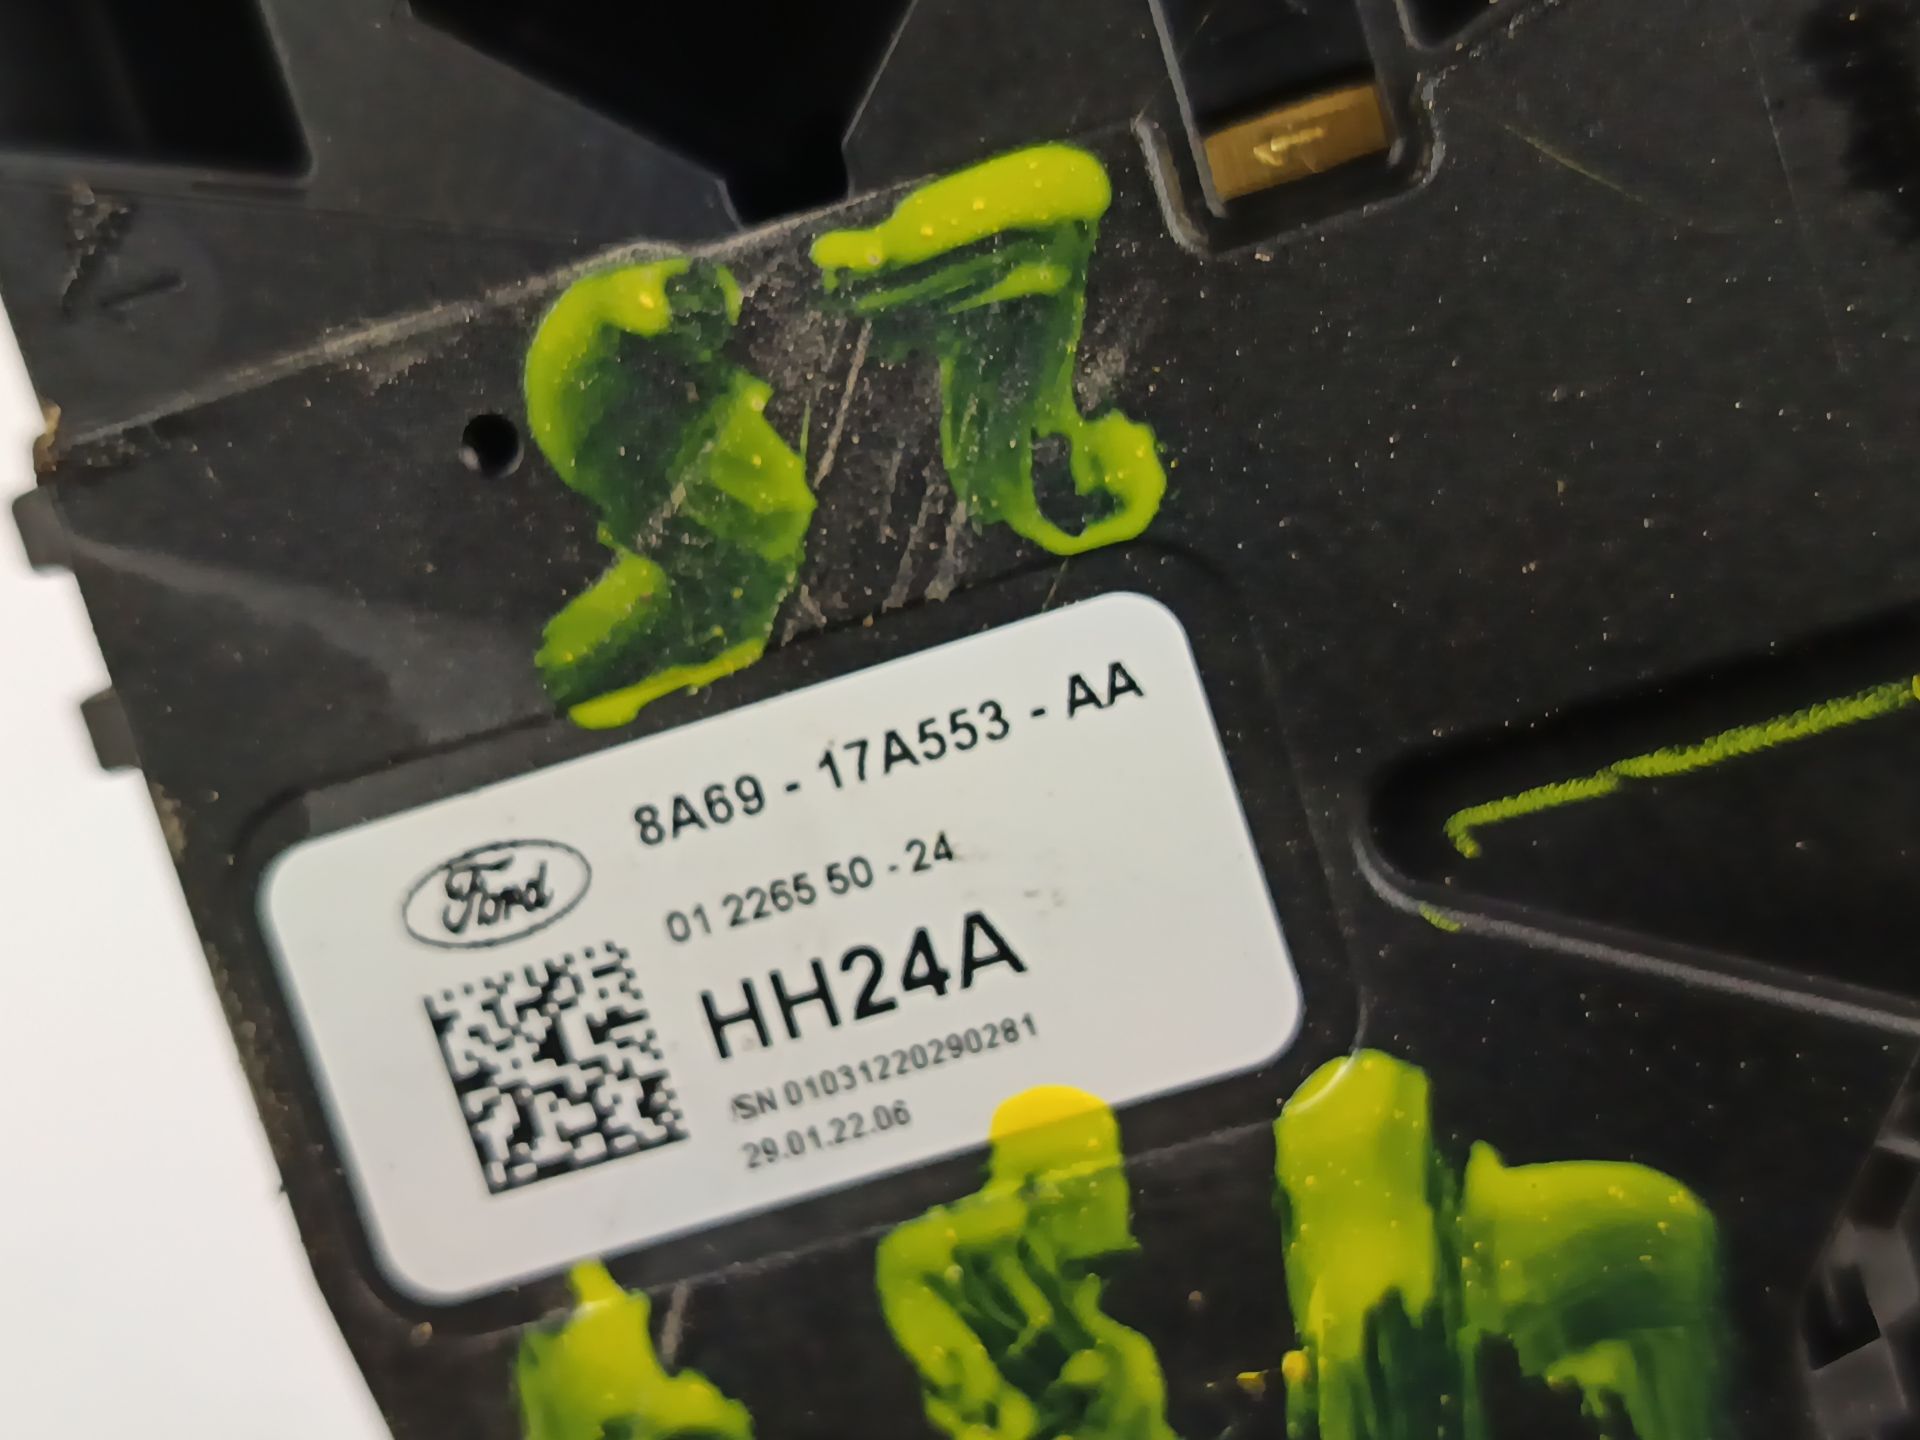 8A69 - 17A553 - AA
Ford
01 2265 50 - 24
HH24A
/SN 01031220290281
29.01.22.06